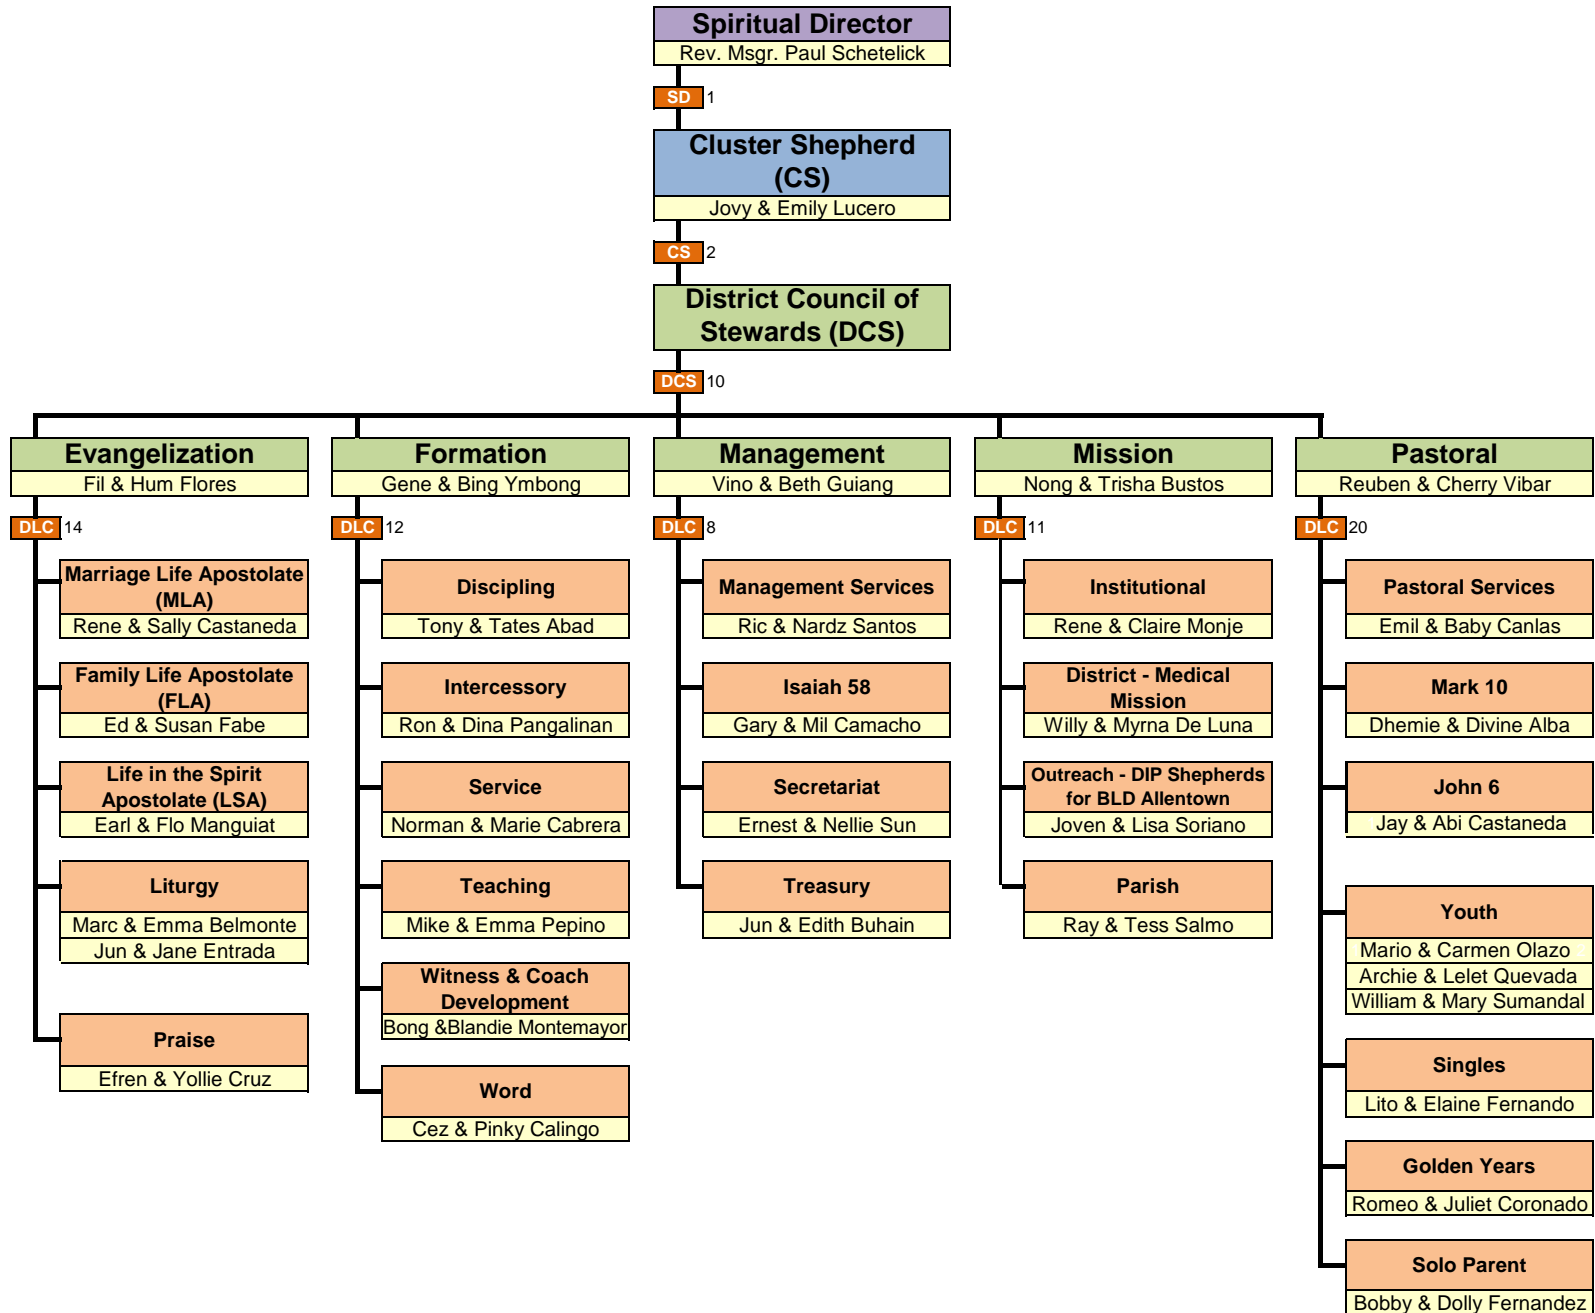 Spiritual Director
Rev. Msgr. Paul Schetelick
SD 1
Cluster Shepherd
(CS)
Jovy & Emily Lucero
CS 2
District Council of
Stewards (DCS)
DCS 10
Evangelization
Fil & Hum Flores
DLC 14
Marriage Life Apostolate
(MLA)
Rene & Sally Castaneda
Family Life Apostolate
(FLA)
Ed & Susan Fabe
Life in the Spirit
Apostolate (LSA)
Earl & Flo Manguiat
Liturgy
Marc & Emma Belmonte
Jun & Jane Entrada
Praise
Efren & Yollie Cruz
Formation
Gene & Bing Ymbong
DLC 12
Discipling
Tony & Tates Abad
Intercessory
Ron & Dina Pangalinan
Service
Norman & Marie Cabrera
Teaching
Mike & Emma Pepino
Witness & Coach
Development
Bong &Blandie Montemayor
Word
Cez & Pinky Calingo
Management
Vino & Beth Guiang
DLC 8
Management Services
Ric & Nardz Santos
Isaiah 58
Gary & Mil Camacho
Secretariat
Ernest & Nellie Sun
Treasury
Jun & Edith Buhain
Mission
Nong & Trisha Bustos
DLC 11
Institutional
Rene & Claire Monje
District - Medical
Mission
Willy & Myrna De Luna
Outreach - DIP Shepherds
for BLD Allentown
Joven & Lisa Soriano
Parish
Ray & Tess Salmo
Pastoral
Reuben & Cherry Vibar
DLC 20
Pastoral Services
Emil & Baby Canlas
Mark 10
Dhemie & Divine Alba
John 6
Jay & Abi Castaneda
Youth
Mario & Carmen Olazo
Archie & Lelet Quevada
William & Mary Sumandal
Singles
Lito & Elaine Fernando
Golden Years
Romeo & Juliet Coronado
Solo Parent
Bobby & Dolly Fernandez